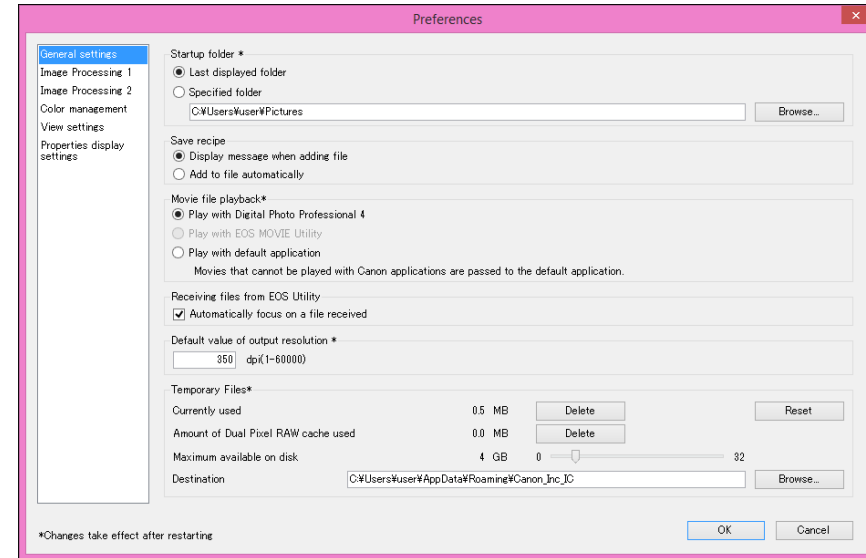 Preferences
General settings
Image Processing 1
Image Processing 2
Color management
View settings
Properties display
settings
Startup folder *
Last displayed folder
Specified folder
C:¥Users¥user¥Pictures
Browse...
Save recipe
Display message when adding file
Add to file automatically
Movie file playback*
Play with Digital Photo Professional 4
Play with EOS MOVIE Utility
Play with default application
Movies that cannot be played with Canon applications are passed to the default application.
Receiving files from EOS Utility
Automatically focus on a file received
Default value of output resolution *
350 dpi(1-60000)
Temporary Files*
Currently used 0.5 MB Delete Reset
Amount of Dual Pixel RAW cache used 0.0 MB Delete
Maximum available on disk 4 GB 0 32
Destination C:¥Users¥user¥AppData¥Roaming¥Canon_Inc_IC Browse...
*Changes take effect after restarting
OK Cancel